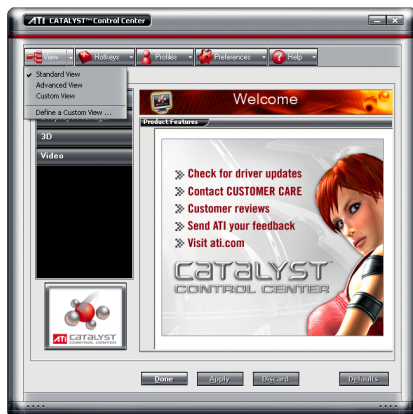 ATI CATALYST™ Control Center
View Hotkeys Profiles Preferences Help
Standard View
Advanced View
Custom View
Define a Custom View ...
Welcome
Product Features
3D
Video
Check for driver updates
Contact CUSTOMER CARE
Customer reviews
Send ATI your feedback
Visit ati.com
CATALYST
CONTROL CENTER
ATI CATALYST
CONTROL CENTER
Done Apply Discard Defaults